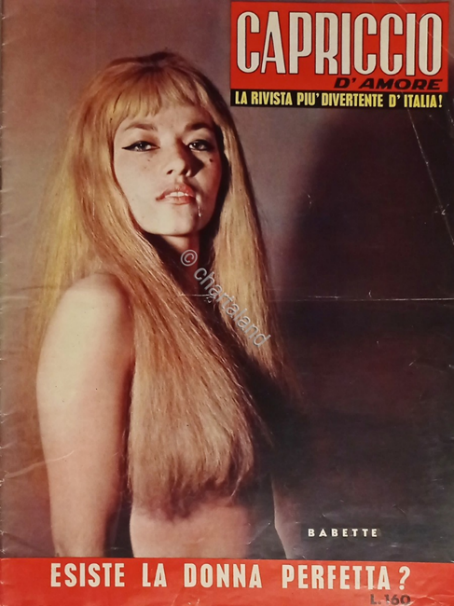 CAPRICCIO
D'AMORE
LA RIVISTA PIU' DIVERTENTE D' ITALIA!
© chartaland
BABETTE
ESISTE LA DONNA PERFETTA?
L. 160